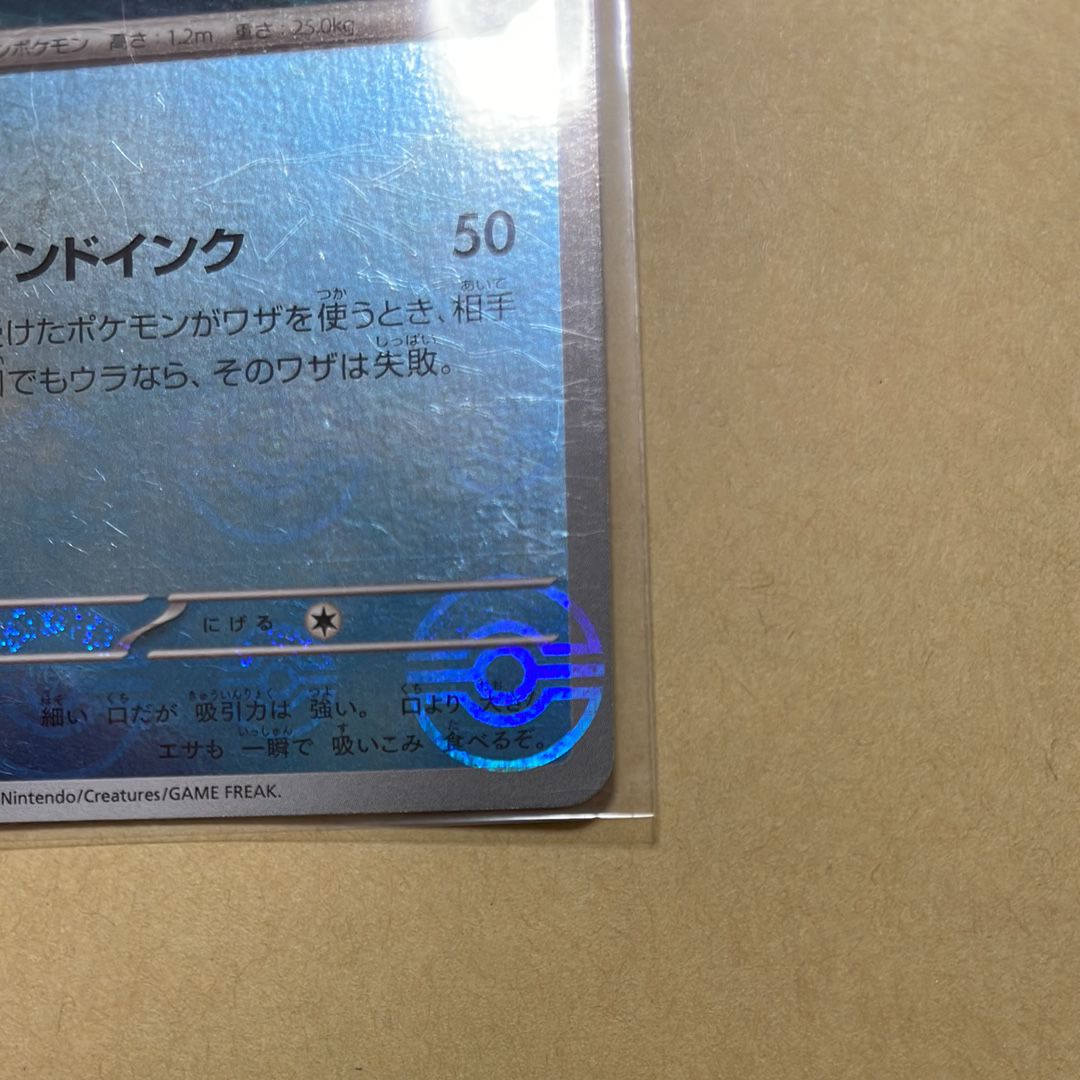 ンポケモン 高さ：1.2m 重さ：25.0kg
インドインク 50
けたポケモンがワザを使うとき、相手
でもウラなら、そのワザは失敗。
にげる
細い 口だが 吸引力は 強い。 口より 大きな
エサも 一瞬で 吸いこみ 食べるぞ。
Nintendo/Creatures/GAME FREAK.